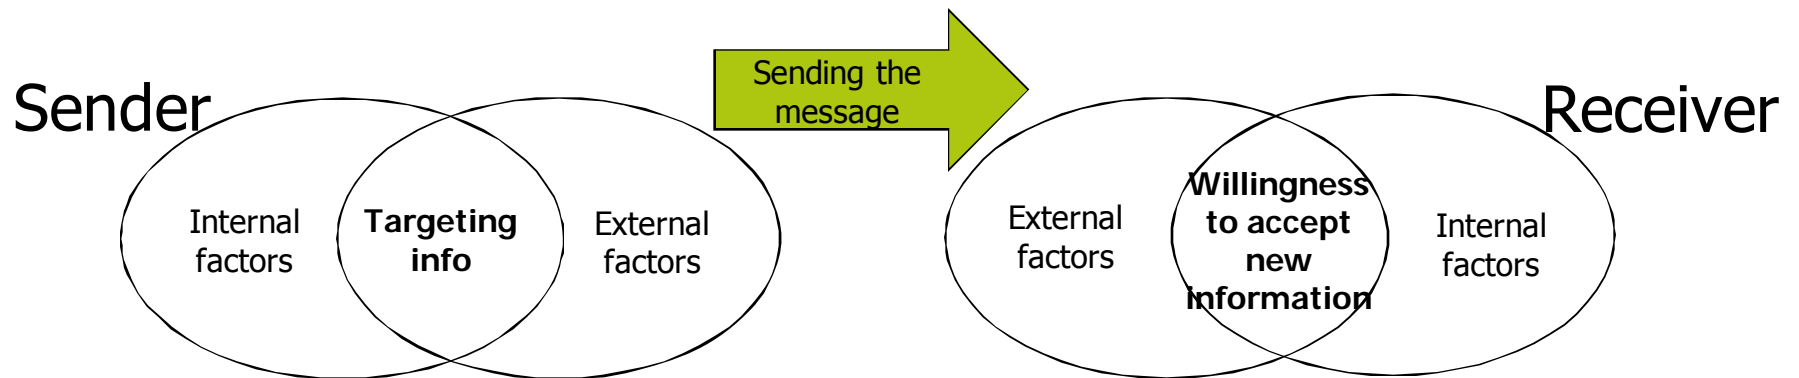 Sender
Internal
factors
Targeting
info
External
factors
Sending the
message
Receiver
External
factors
Willingness
to accept
new
information
Internal
factors